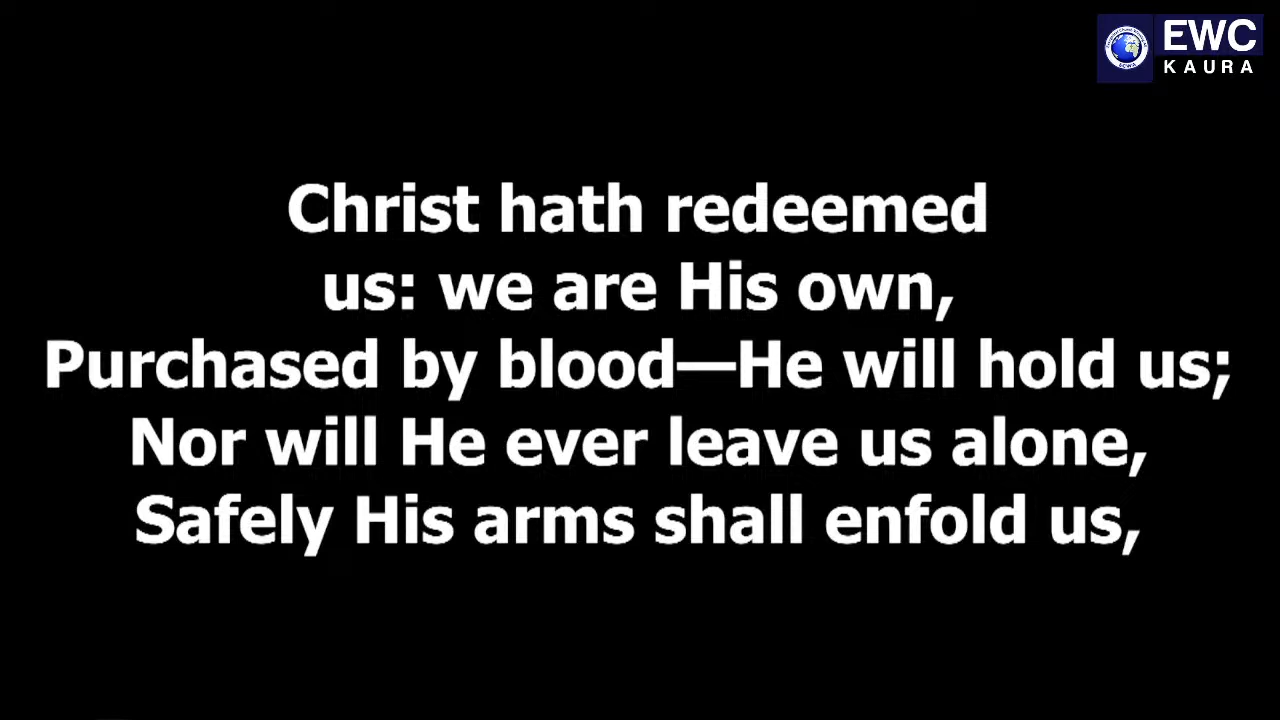 EWC
KAURA
Christ hath redeemed
us: we are His own,
Purchased by blood—He will hold us;
Nor will He ever leave us alone,
Safely His arms shall enfold us,